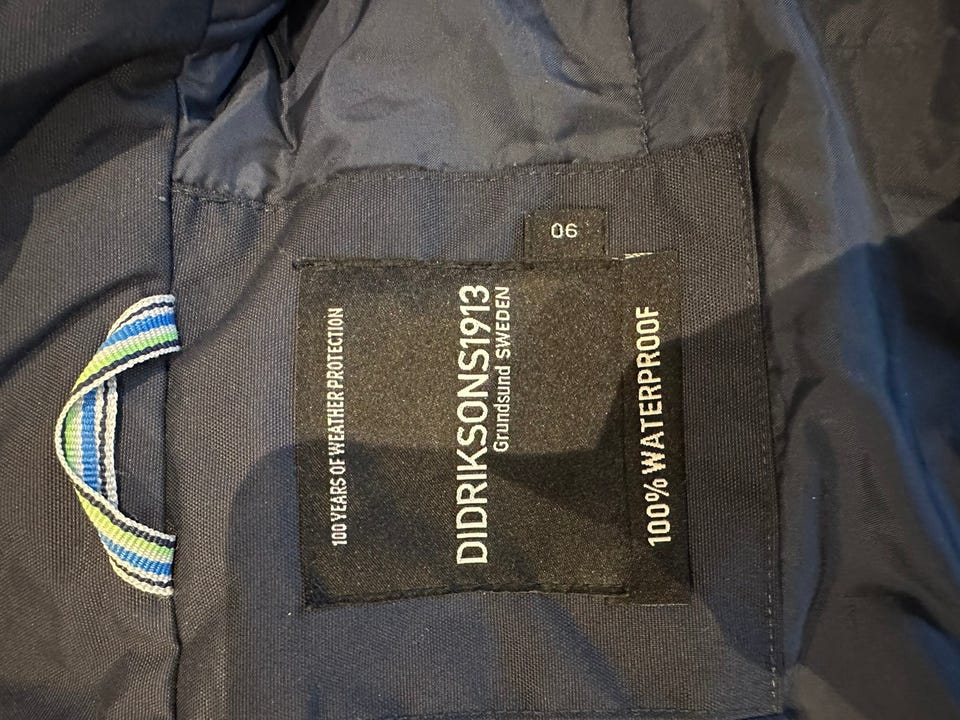 100 YEARS OF WEATHER PROTECTION
DIDRIKSONS1913
Grundsund SWEDEN
100% WATERPROOF
06